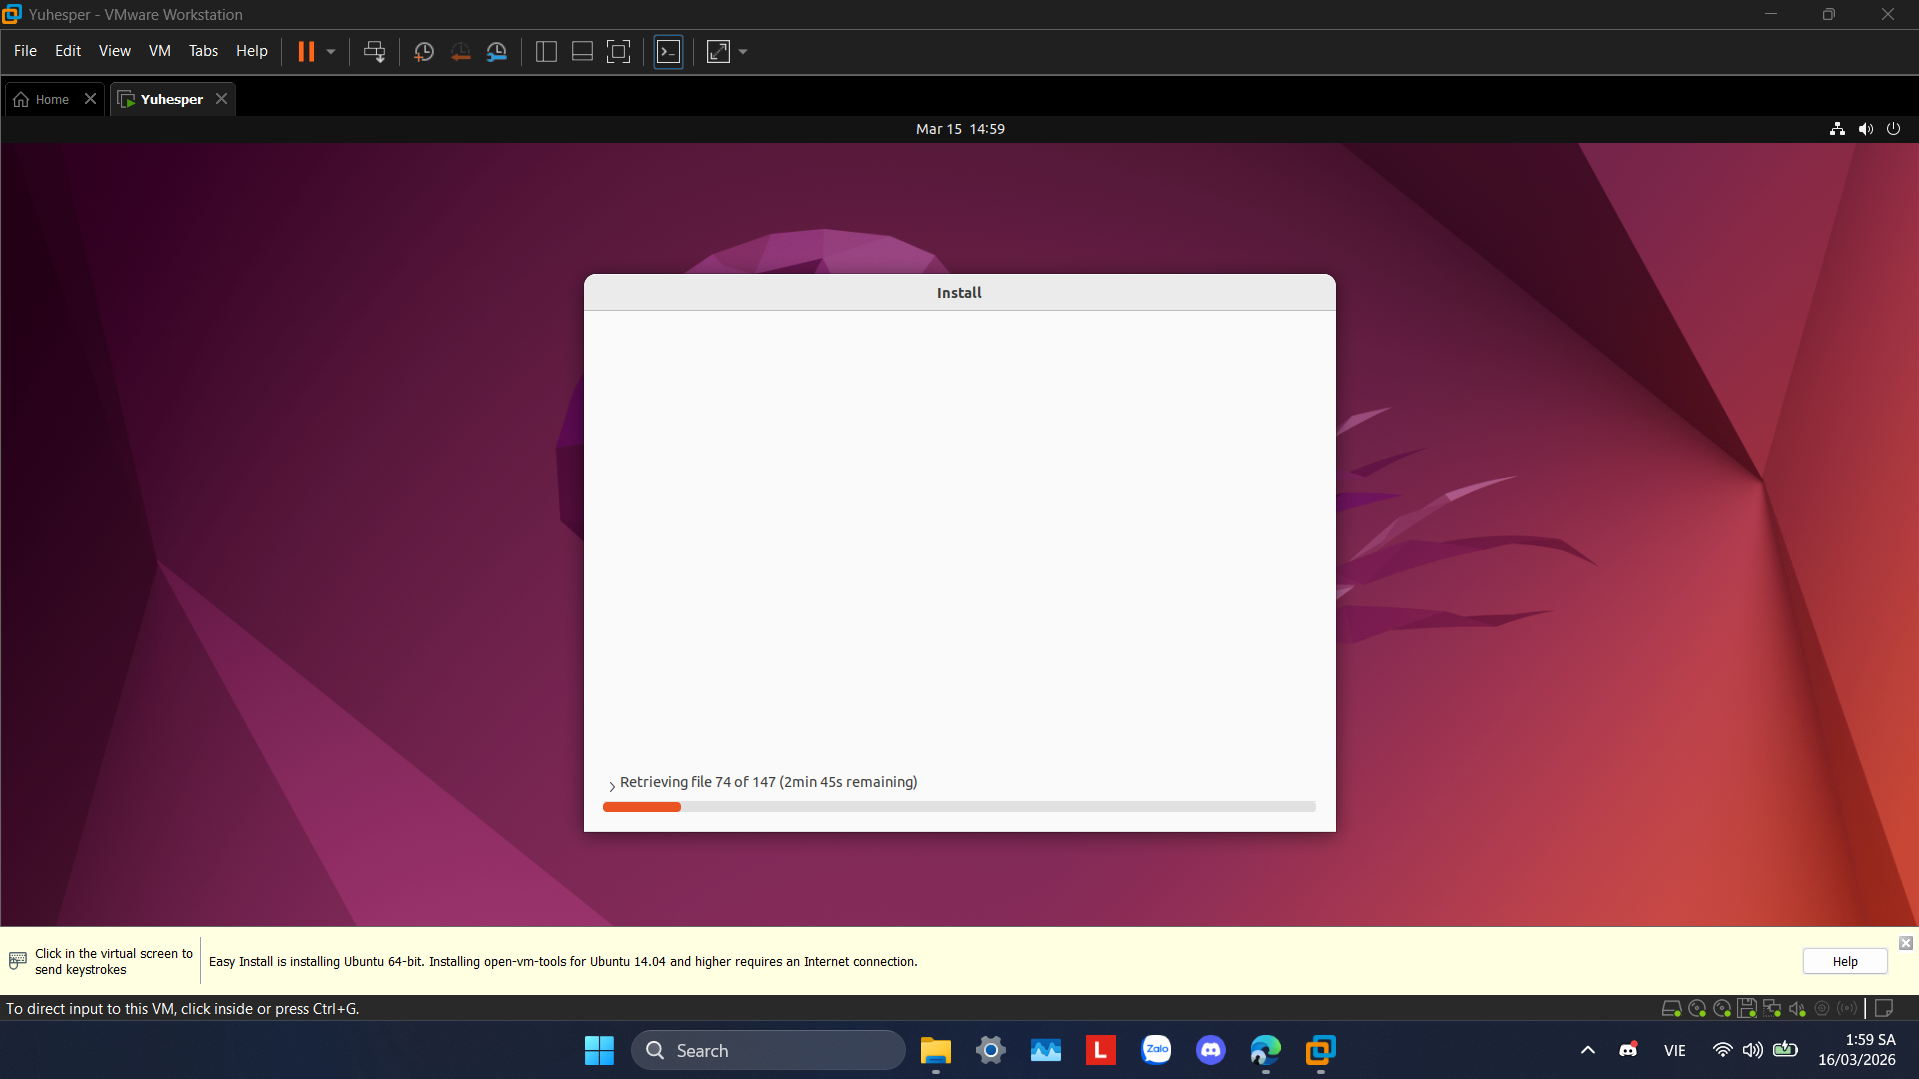 Yuhesper - VMware Workstation
File Edit View VM Tabs Help
Home Yuhesper
Mar 15 14:59
Install
Retrieving file 74 of 147 (2min 45s remaining)
Click in the virtual screen to
send keystrokes
Easy Install is installing Ubuntu 64-bit. Installing open-vm-tools for Ubuntu 14.04 and higher requires an Internet connection.
Help
To direct input to this VM, click inside or press Ctrl+G.
Search
L
Zalo
VIE
1:59 SA
16/03/2026